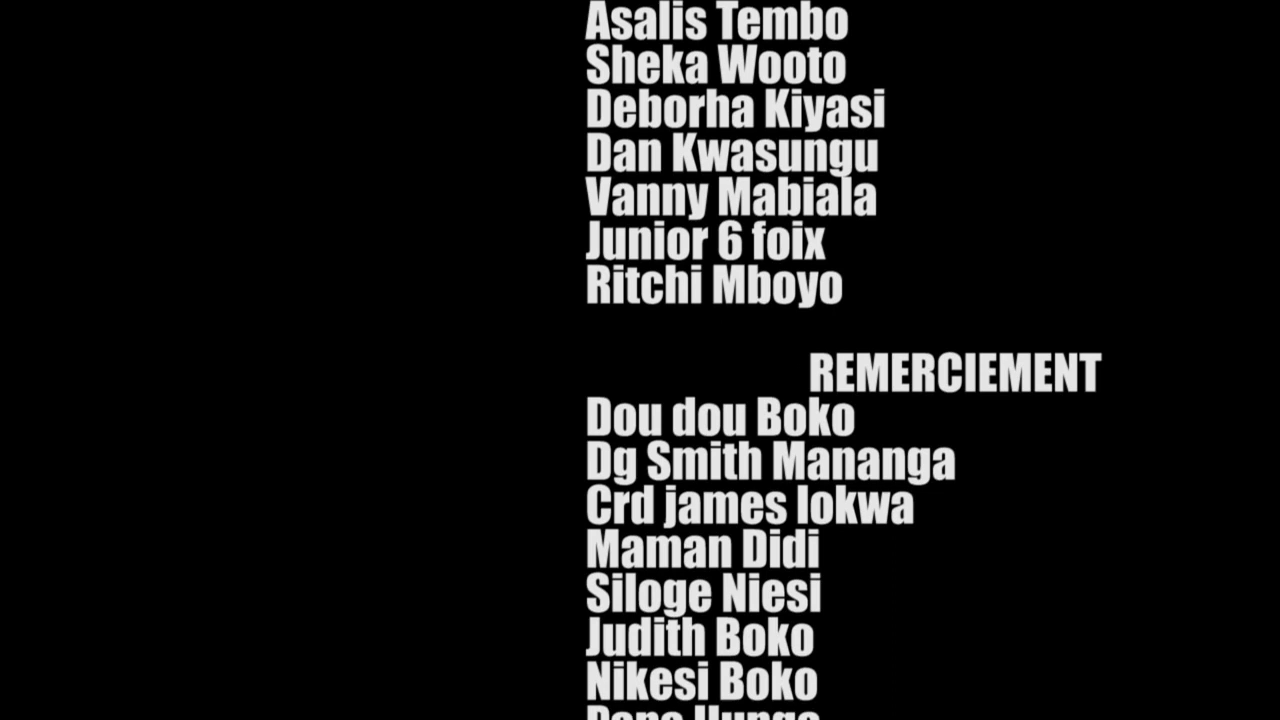 Asalis Tembo
Sheka Wooto
Deborha Kiyasi
Dan Kwasungu
Vanny Mabiala
Junior 6 foix
Ritchi Mboyo
REMERCIEMENT
Dou dou Boko
Dg Smith Mananga
Crd james lokwa
Maman Didi
Siloge Niesi
Judith Boko
Nikesi Boko